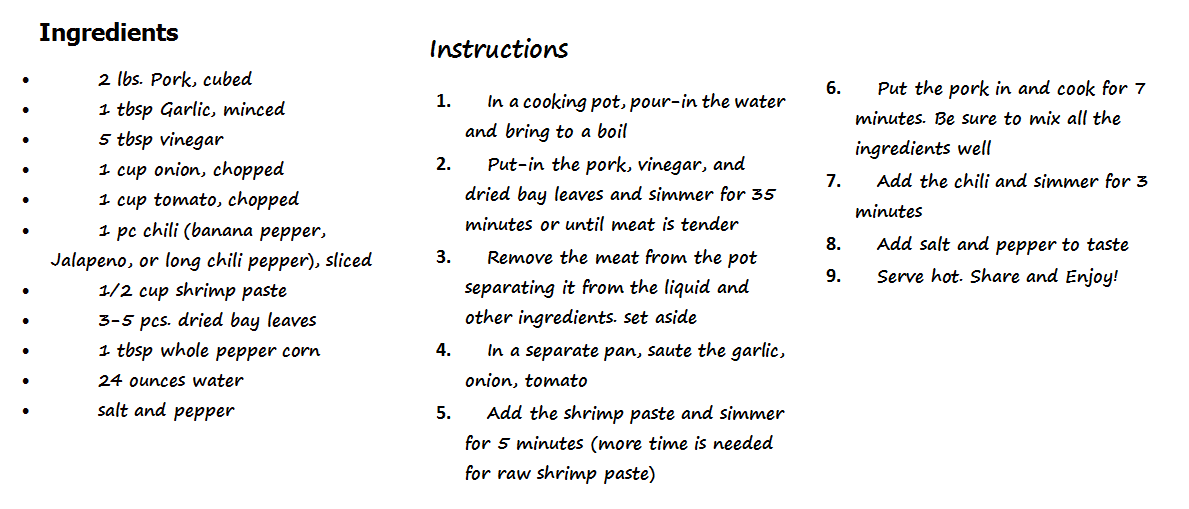 Ingredients
• 2 lbs. Pork, cubed
• 1 tbsp Garlic, minced
• 5 tbsp vinegar
• 1 cup onion, chopped
• 1 cup tomato, chopped
• 1 pc chili (banana pepper,
Jalapeno, or long chili pepper), sliced
• 1/2 cup shrimp paste
• 3-5 pcs. dried bay leaves
• 1 tbsp whole pepper corn
• 24 ounces water
• salt and pepper
Instructions
1. In a cooking pot, pour-in the water
and bring to a boil
2. Put-in the pork, vinegar, and
dried bay leaves and simmer for 35
minutes or until meat is tender
3. Remove the meat from the pot
separating it from the liquid and
other ingredients. set aside
4. In a separate pan, saute the garlic,
onion, tomato
5. Add the shrimp paste and simmer
for 5 minutes (more time is needed
for raw shrimp paste)
6. Put the pork in and cook for 7
minutes. Be sure to mix all the
ingredients well
7. Add the chili and simmer for 3
minutes
8. Add salt and pepper to taste
9. Serve hot. Share and Enjoy!